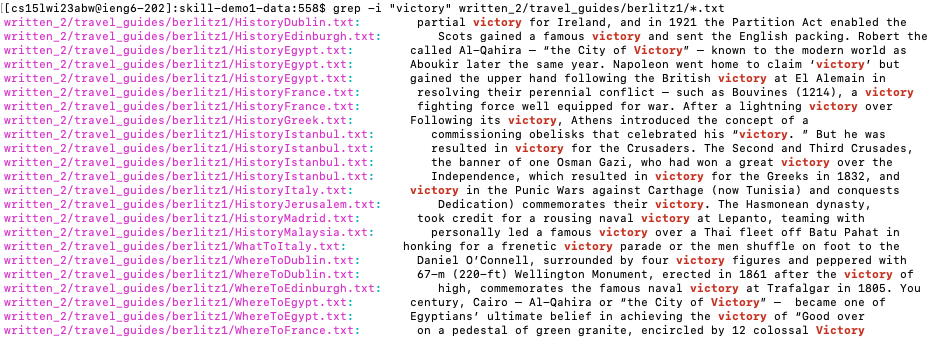 [[cs15lwi23abw@ieng6-202]:skill-demo1-data:558$ grep -i "victory" written_2/travel_guides/berlitz1/*.txt
written_2/travel_guides/berlitz1/HistoryDublin.txt: partial victory for Ireland, and in 1921 the Partition Act enabled the
written_2/travel_guides/berlitz1/HistoryEdinburgh.txt: Scots gained a famous victory and sent the English packing. Robert the
written_2/travel_guides/berlitz1/HistoryEgypt.txt: called Al-Qahira — “the City of Victory” — known to the modern world as
written_2/travel_guides/berlitz1/HistoryEgypt.txt: Aboukir later the same year. Napoleon went home to claim ‘victory’ but
written_2/travel_guides/berlitz1/HistoryEgypt.txt: gained the upper hand following the British victory at El Alemain in
written_2/travel_guides/berlitz1/HistoryFrance.txt: resolving their perennial conflict — such as Bouvines (1214), a victory
written_2/travel_guides/berlitz1/HistoryFrance.txt: fighting force well equipped for war. After a lightning victory over
written_2/travel_guides/berlitz1/HistoryGreek.txt: Following its victory, Athens introduced the concept of a
written_2/travel_guides/berlitz1/HistoryIstanbul.txt: commissioning obelisks that celebrated his “victory. ” But he was
written_2/travel_guides/berlitz1/HistoryIstanbul.txt: resulted in victory for the Crusaders. The Second and Third Crusades,
written_2/travel_guides/berlitz1/HistoryIstanbul.txt: the banner of one Osman Gazi, who had won a great victory over the
written_2/travel_guides/berlitz1/HistoryIstanbul.txt: Independence, which resulted in victory for the Greeks in 1832, and
written_2/travel_guides/berlitz1/HistoryItaly.txt: victory in the Punic Wars against Carthage (now Tunisia) and conquests
written_2/travel_guides/berlitz1/HistoryJerusalem.txt: Dedication) commemorates their victory. The Hasmonean dynasty,
written_2/travel_guides/berlitz1/HistoryMadrid.txt: took credit for a rousing naval victory at Lepanto, teaming with
written_2/travel_guides/berlitz1/HistoryMalaysia.txt: personally led a famous victory over a Thai fleet off Batu Pahat in
written_2/travel_guides/berlitz1/WhatToItaly.txt: honking for a frenetic victory parade or the men shuffle on foot to the
written_2/travel_guides/berlitz1/WhereToDublin.txt: Daniel O’Connell, surrounded by four victory figures and peppered with
written_2/travel_guides/berlitz1/WhereToDublin.txt: 67-m (220-ft) Wellington Monument, erected in 1861 after the victory of
written_2/travel_guides/berlitz1/WhereToEdinburgh.txt: high, commemorates the famous naval victory at Trafalgar in 1805. You
written_2/travel_guides/berlitz1/WhereToEgypt.txt: century, Cairo — Al-Qahira or “the City of Victory” — became one of
written_2/travel_guides/berlitz1/WhereToEgypt.txt: Egyptians’ ultimate belief in achieving the victory of “Good over
written_2/travel_guides/berlitz1/WhereToFrance.txt: on a pedestal of green granite, encircled by 12 colossal Victory